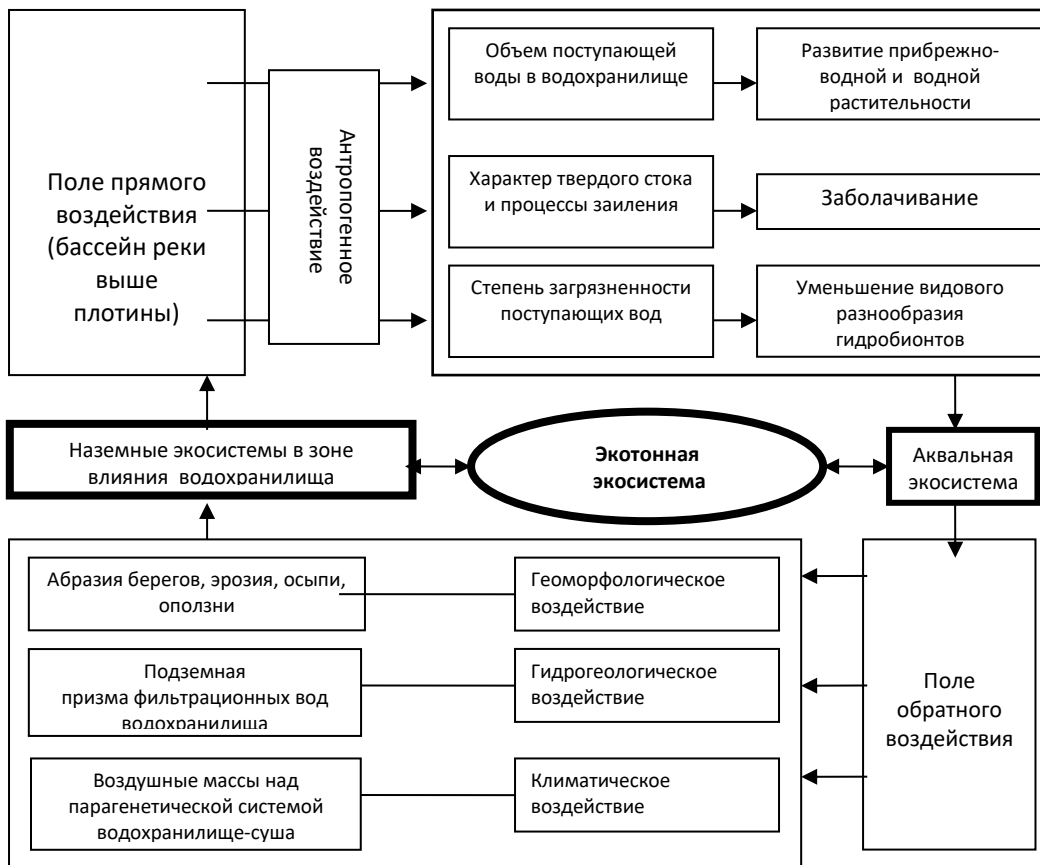 Поле прямого
воздействия
(бассейн реки
выше
плотины)
Антропогенное
воздействие
Объем поступающей
воды в водохранилище
Развитие прибрежно-
водной и водной
растительности
Характер твердого стока
и процессы заиления
Заболачивание
Степень загрязненности
поступающих вод
Уменьшение видового
разнообразия
гидробионтов
Наземные экосистемы в зоне
влияния водохранилища
Экотонная
экосистема
Аквальная
экосистема
Абразия берегов, эрозия, осыпи,
оползни
Геоморфологическое
воздействие
Подземная
призма фильтрационных вод
водохранилища
Гидрогеологическое
воздействие
Воздушные массы над
парагенетической системой
водохранилище-суша
Климатическое
воздействие
Поле
обратного
воздействия